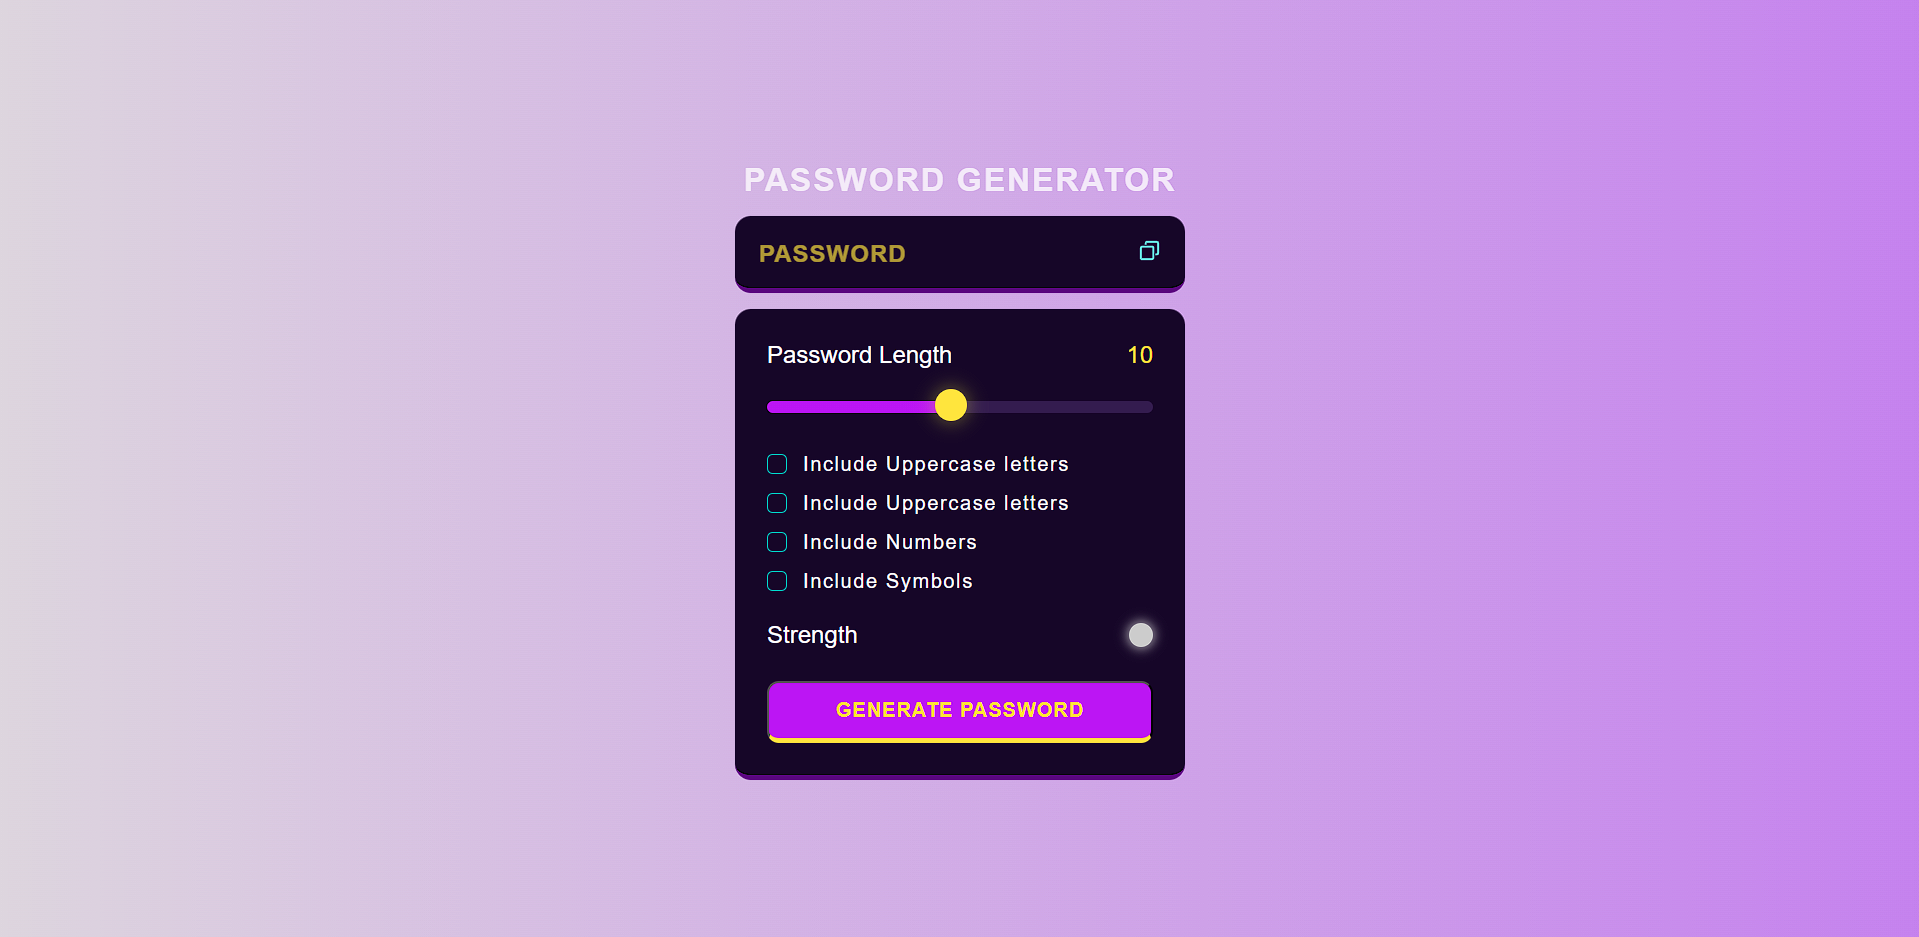 PASSWORD GENERATOR
PASSWORD
Password Length 10
Include Uppercase letters
Include Uppercase letters
Include Numbers
Include Symbols
Strength
GENERATE PASSWORD